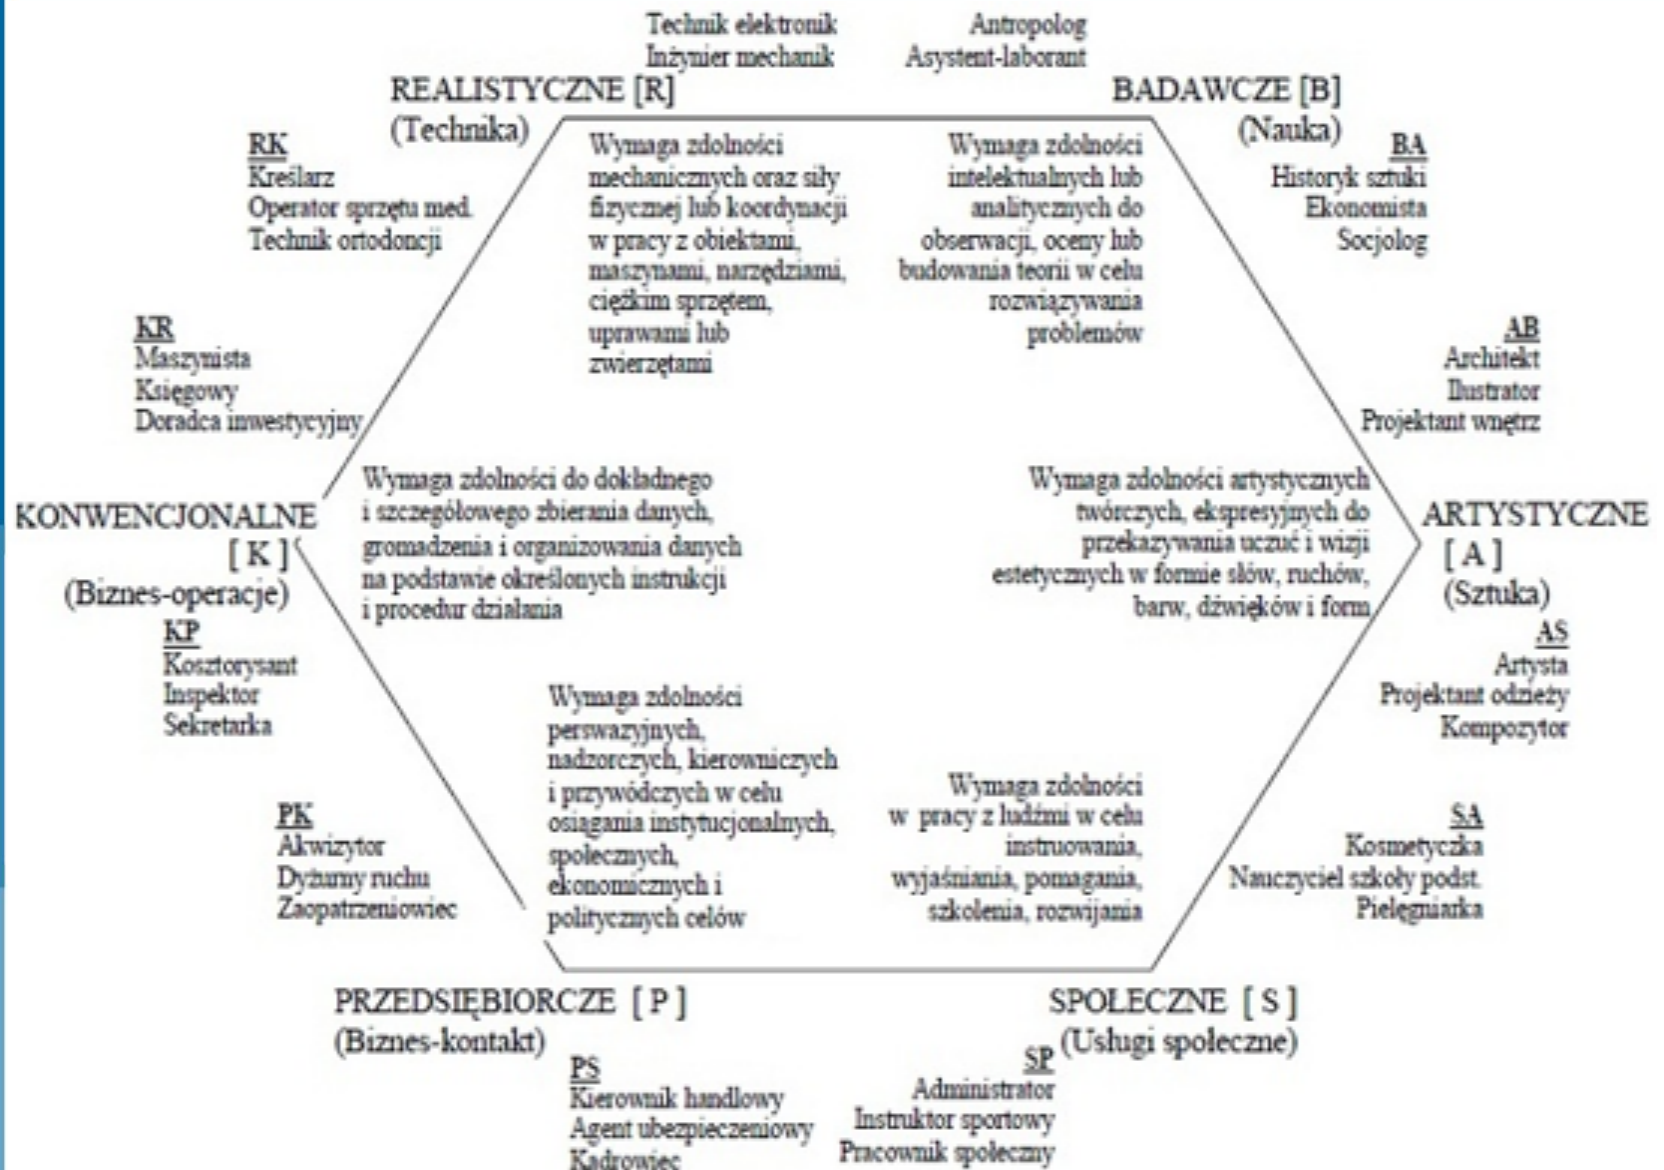 Technik elektronik
Inżynier mechanik
Antropolog
Asystent-laborant
REALISTYCZNE [R]
(Technika)
BADAWCZE [B]
(Nauka)
RK
Kreślarz
Operator sprzętu med.
Technik ortodoncji
Wymaga zdolności
mechanicznych oraz siły
fizycznej lub koordynacji
w pracy z obiektami,
maszynami, narzędziami,
ciężkim sprzętem,
uprawami lub
zwierzętami
Wymaga zdolności
intelektualnych lub
analitycznych do
obserwacji, oceny lub
budowania teorii w celu
rozwiązywania
problemów
BA
Historyk sztuki
Ekonomista
Socjolog
KR
Maszynista
Księgowy
Doradca inwestycyjny
AB
Architekt
Ilustrator
Projektant wnętrz
KONWENCJONALNE
[ K ]
(Biznes-operacje)
Wymaga zdolności do dokładnego
i szczegółowego zbierania danych,
gromadzenia i organizowania danych
na podstawie określonych instrukcji
i procedur działania
Wymaga zdolności artystycznych
twórczych, ekspresyjnych do
przekazywania uczuć i wizji
estetycznych w formie słów, ruchów,
barw, dźwięków i form
ARTYSTYCZNE
[ A ]
(Sztuka)
KP
Kosztorysant
Inspektor
Sekretarka
AS
Artysta
Projektant odzieży
Kompozytor
PK
Akwizytor
Dyżurny ruchu
Zaopatrzeniowiec
Wymaga zdolności
perswazyjnych,
nadzorczych, kierowniczych
i przywódczych w celu
osiągania instytucjonalnych,
społecznych,
ekonomicznych i
politycznych celów
Wymaga zdolności
w pracy z ludźmi w celu
instruowania,
wyjaśniania, pomagania,
szkolenia, rozwijania
SA
Kosmetyczka
Nauczyciel szkoły podst.
Pielęgniarka
PRZEDSIĘBIORCZE [ P ]
(Biznes-kontakt)
SPOŁECZNE [ S ]
(Usługi społeczne)
PS
Kierownik handlowy
Agent ubezpieczeniowy
Kadrowiec
SP
Administrator
Instruktor sportowy
Pracownik społeczny